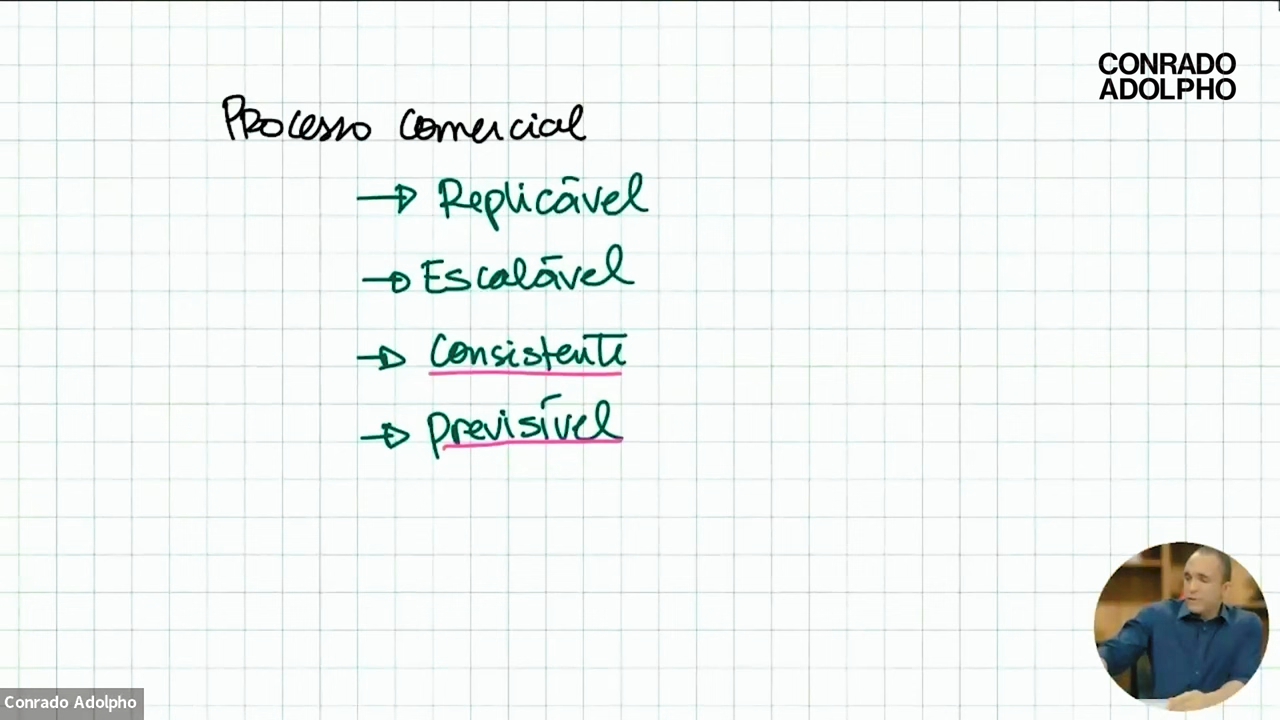 CONRADO
ADOLPHO
Processo comercial
→ Replicável
→ Escalável
→ Consistente
→ Previsível
Conrado Adolpho